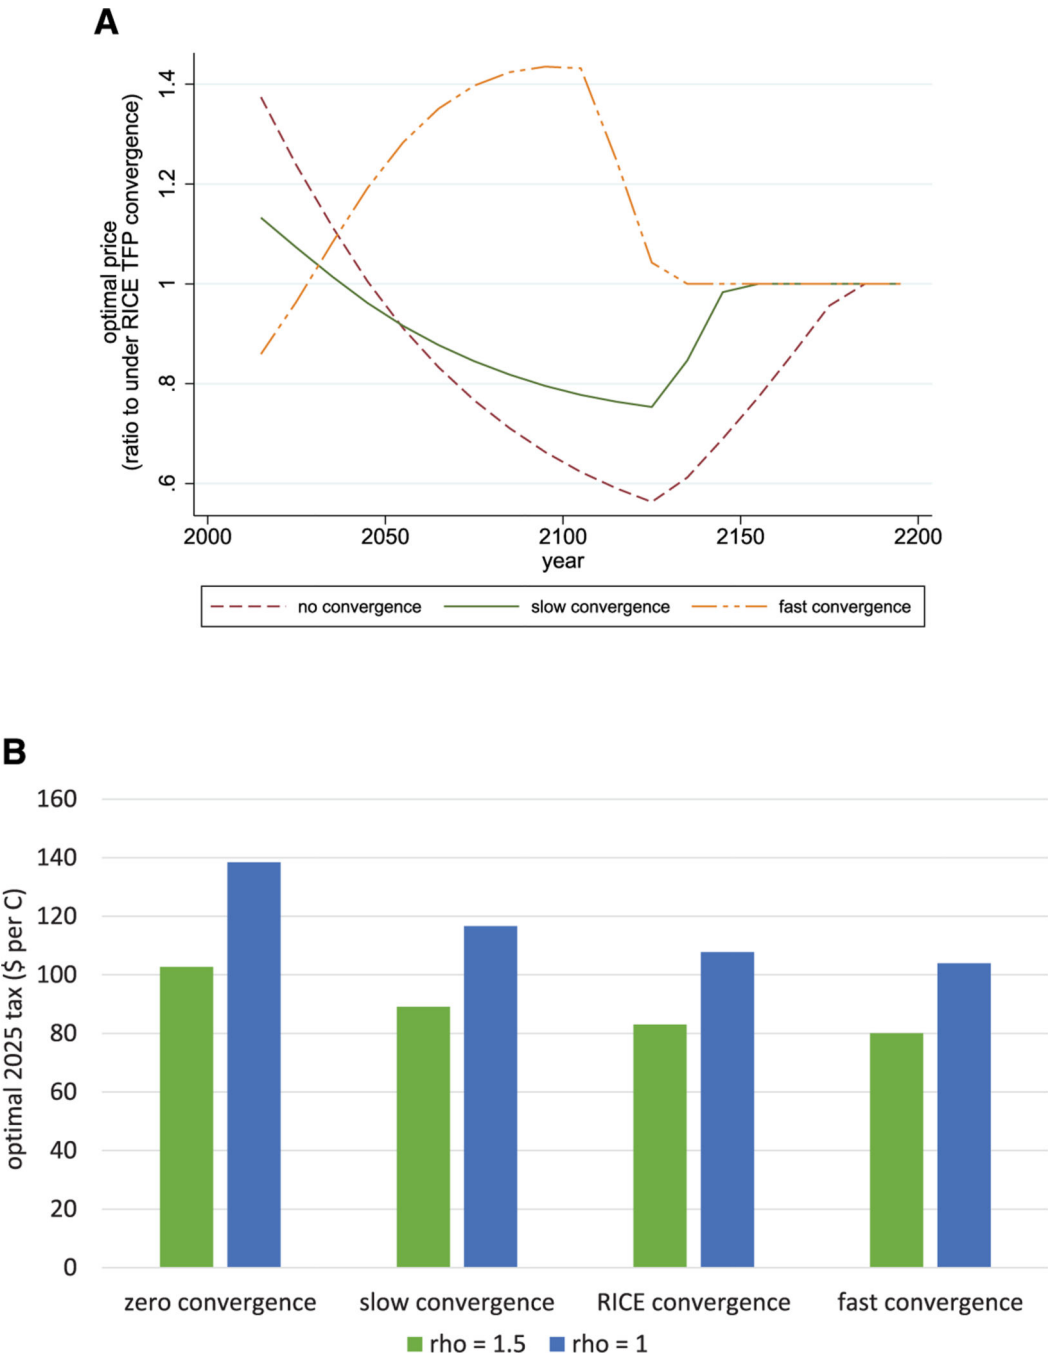 A
optimal price
(ratio to under RICE TFP convergence)
1.4
1.2
1
.8
.6
2000 2050 2100 2150 2200
year
no convergence slow convergence fast convergence
B
optimal 2025 tax ($ per C)
160
140
120
100
80
60
40
20
0
zero convergence slow convergence RICE convergence fast convergence
rho = 1.5 rho = 1